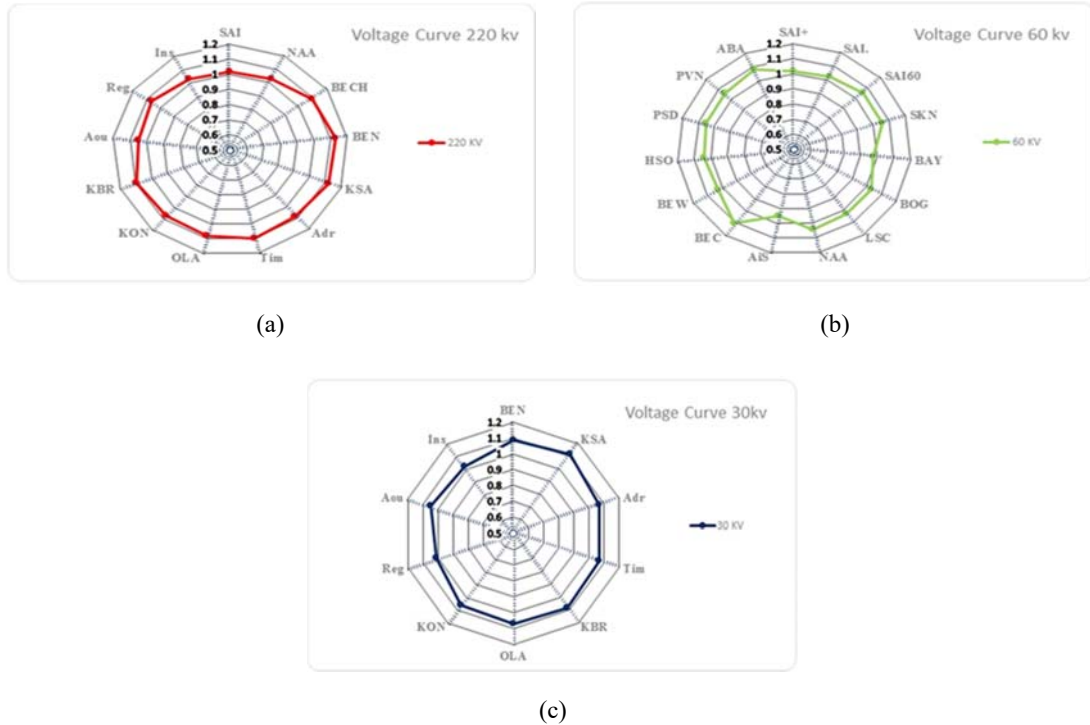 Voltage Curve 220 kv
SAI
NAA
BECH
BEN
KSA
Adr
Tim
OLA
KON
KBR
Aou
Reg
Ins
1.2
1.1
1
0.9
0.8
0.7
0.6
0.5
220 KV
(a)
Voltage Curve 60 kv
SAI+
SAL
SAI60
SKN
BAY
BOG
LSC
NAA
AiS
BEC
BEW
HSO
PSD
PVN
ABA
1.2
1.1
1
0.9
0.8
0.7
0.6
0.5
60 KV
(b)
Voltage Curve 30kv
BEN
KSA
Adr
Tim
KBR
OLA
KON
Reg
Aou
Ins
1.2
1.1
1
0.9
0.8
0.7
0.6
0.5
30 KV
(c)